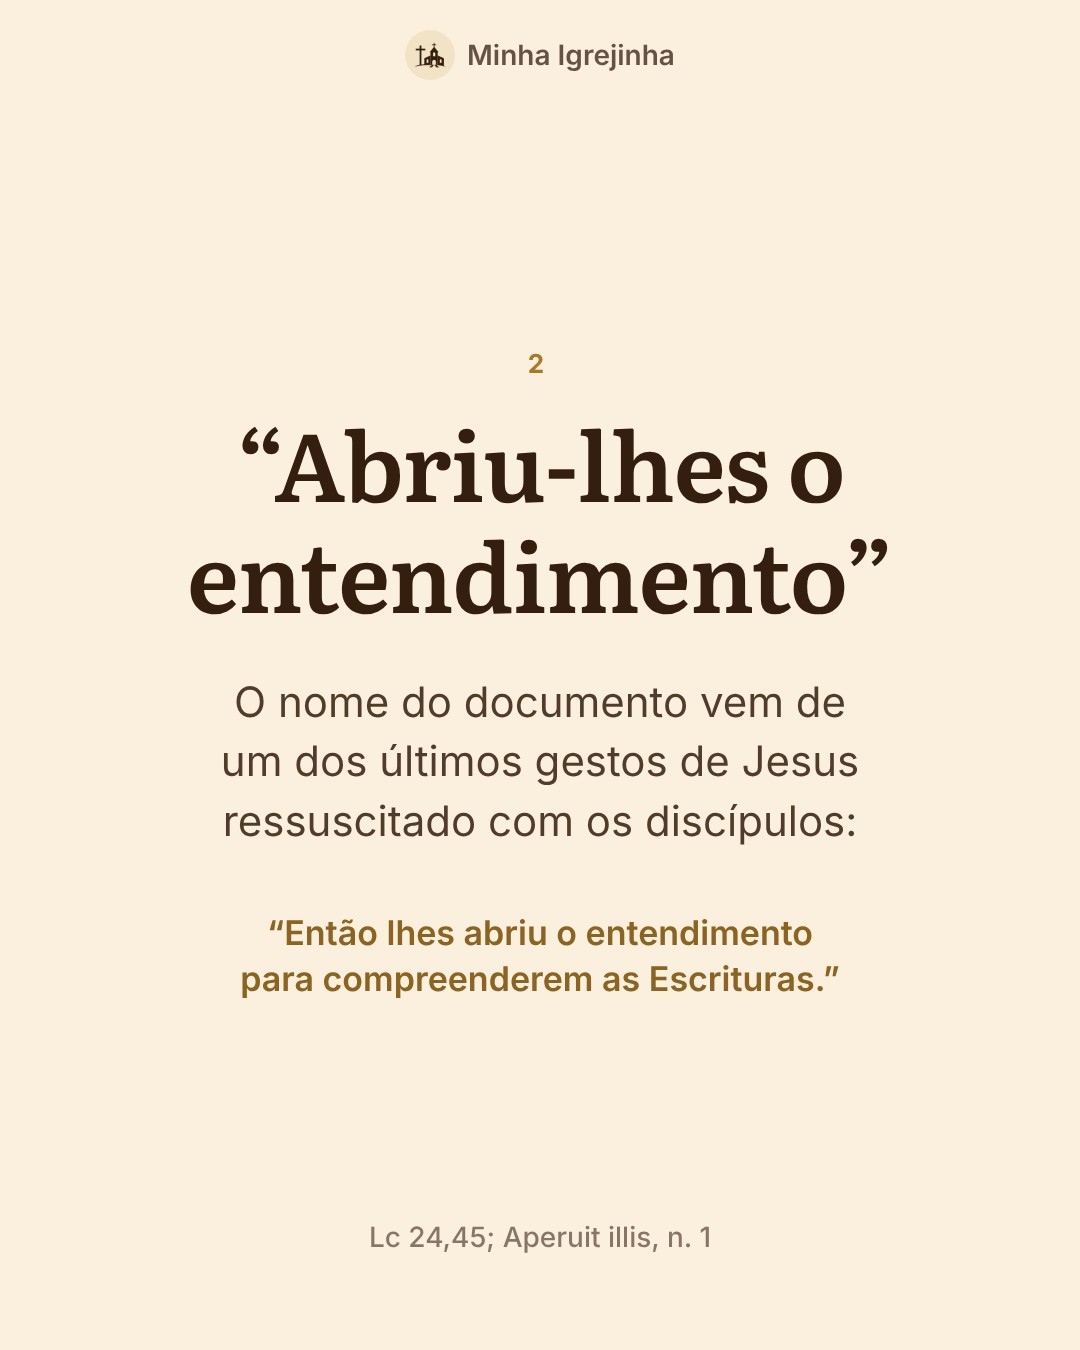 Minha Igrejinha
2
“Abriu-lhes o
entendimento”
O nome do documento vem de
um dos últimos gestos de Jesus
ressuscitado com os discípulos:
“Então lhes abriu o entendimento
para compreenderem as Escrituras.”
Lc 24,45; Aperuit illis, n. 1